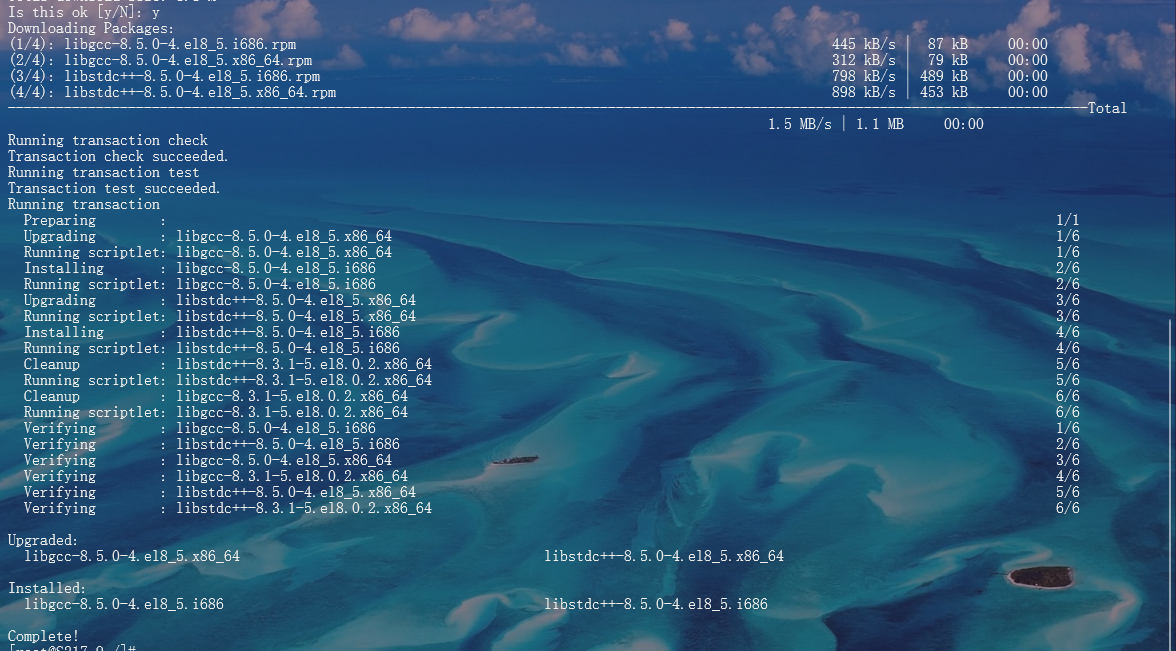 Is this ok [y/N]: y
Downloading Packages:
(1/4): libgcc-8.5.0-4.el8_5.i686.rpm 445 kB/s | 87 kB 00:00
(2/4): libgcc-8.5.0-4.el8_5.x86_64.rpm 312 kB/s | 79 kB 00:00
(3/4): libstdc++-8.5.0-4.el8_5.i686.rpm 798 kB/s | 489 kB 00:00
(4/4): libstdc++-8.5.0-4.el8_5.x86_64.rpm 898 kB/s | 453 kB 00:00
Total
1.5 MB/s | 1.1 MB 00:00
Running transaction check
Transaction check succeeded.
Running transaction test
Transaction test succeeded.
Running transaction
Preparing : 1/1
Upgrading : libgcc-8.5.0-4.el8_5.x86_64 1/6
Running scriptlet: libgcc-8.5.0-4.el8_5.x86_64 1/6
Installing : libgcc-8.5.0-4.el8_5.i686 2/6
Running scriptlet: libgcc-8.5.0-4.el8_5.i686 2/6
Upgrading : libstdc++-8.5.0-4.el8_5.x86_64 3/6
Running scriptlet: libstdc++-8.5.0-4.el8_5.x86_64 3/6
Installing : libstdc++-8.5.0-4.el8_5.i686 4/6
Running scriptlet: libstdc++-8.5.0-4.el8_5.i686 4/6
Cleanup : libstdc++-8.3.1-5.el8.0.2.x86_64 5/6
Running scriptlet: libstdc++-8.3.1-5.el8.0.2.x86_64 5/6
Cleanup : libgcc-8.3.1-5.el8.0.2.x86_64 6/6
Running scriptlet: libgcc-8.3.1-5.el8.0.2.x86_64 6/6
Verifying : libgcc-8.5.0-4.el8_5.i686 1/6
Verifying : libstdc++-8.5.0-4.el8_5.i686 2/6
Verifying : libgcc-8.5.0-4.el8_5.x86_64 3/6
Verifying : libgcc-8.3.1-5.el8.0.2.x86_64 4/6
Verifying : libstdc++-8.5.0-4.el8_5.x86_64 5/6
Verifying : libstdc++-8.3.1-5.el8.0.2.x86_64 6/6
Upgraded:
libgcc-8.5.0-4.el8_5.x86_64 libstdc++-8.5.0-4.el8_5.x86_64
Installed:
libgcc-8.5.0-4.el8_5.i686 libstdc++-8.5.0-4.el8_5.i686
Complete!